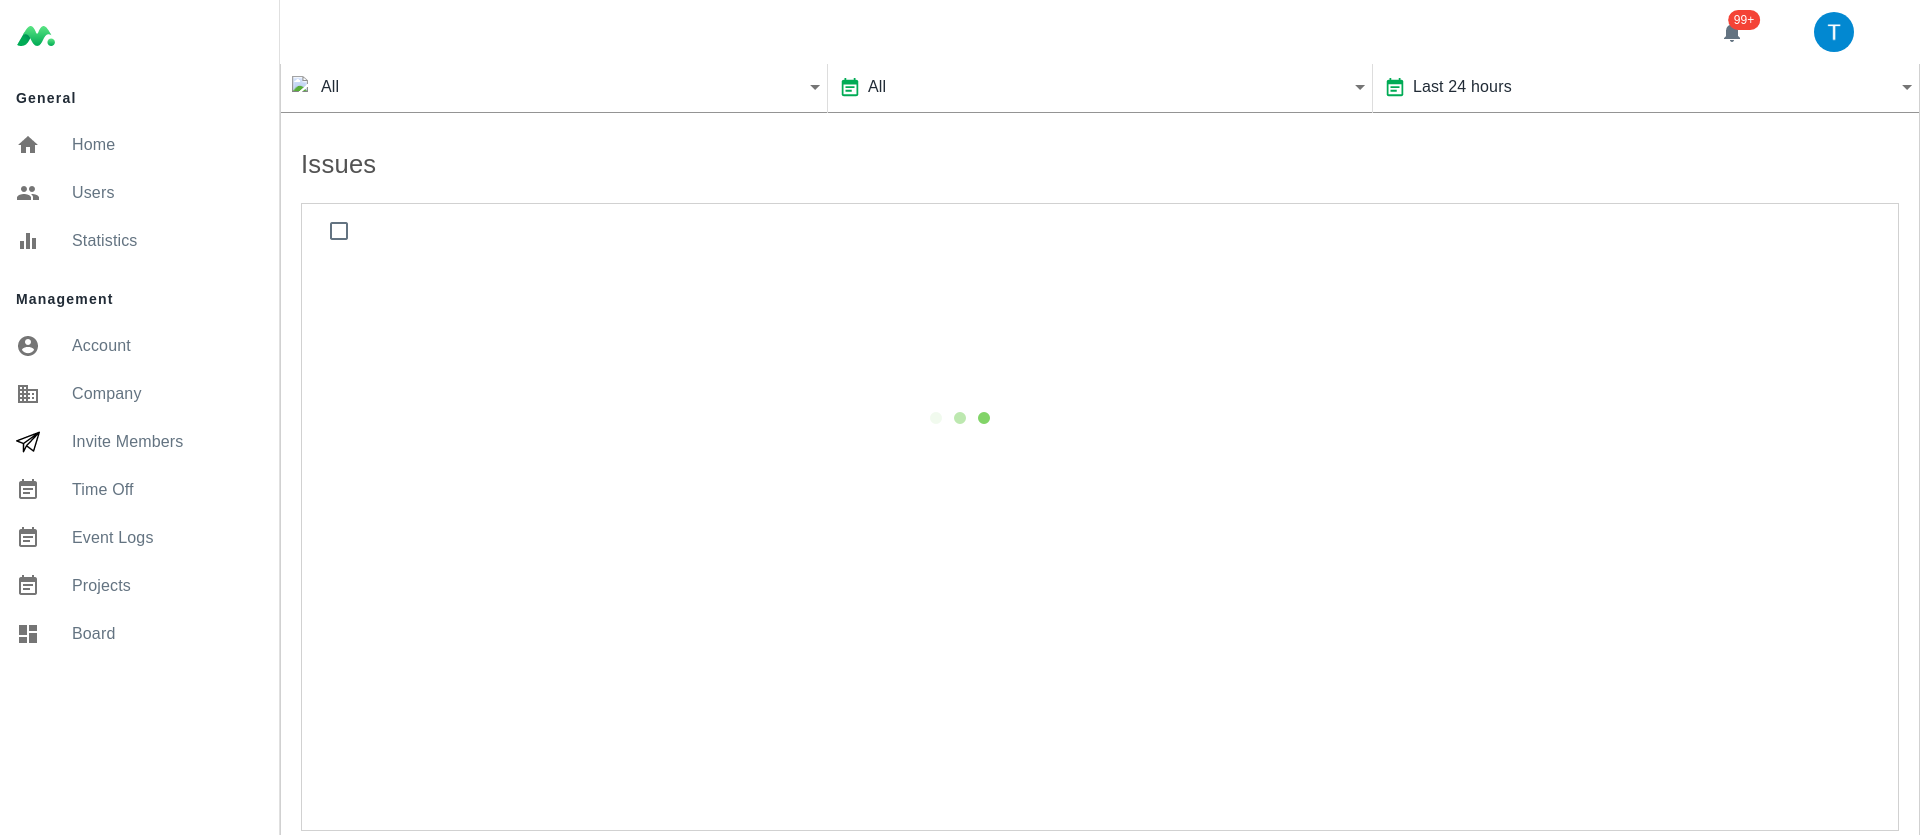 99+
T
General
Home
Users
Statistics
Management
Account
Company
Invite Members
Time Off
Event Logs
Projects
Board
All
All
Last 24 hours
Issues